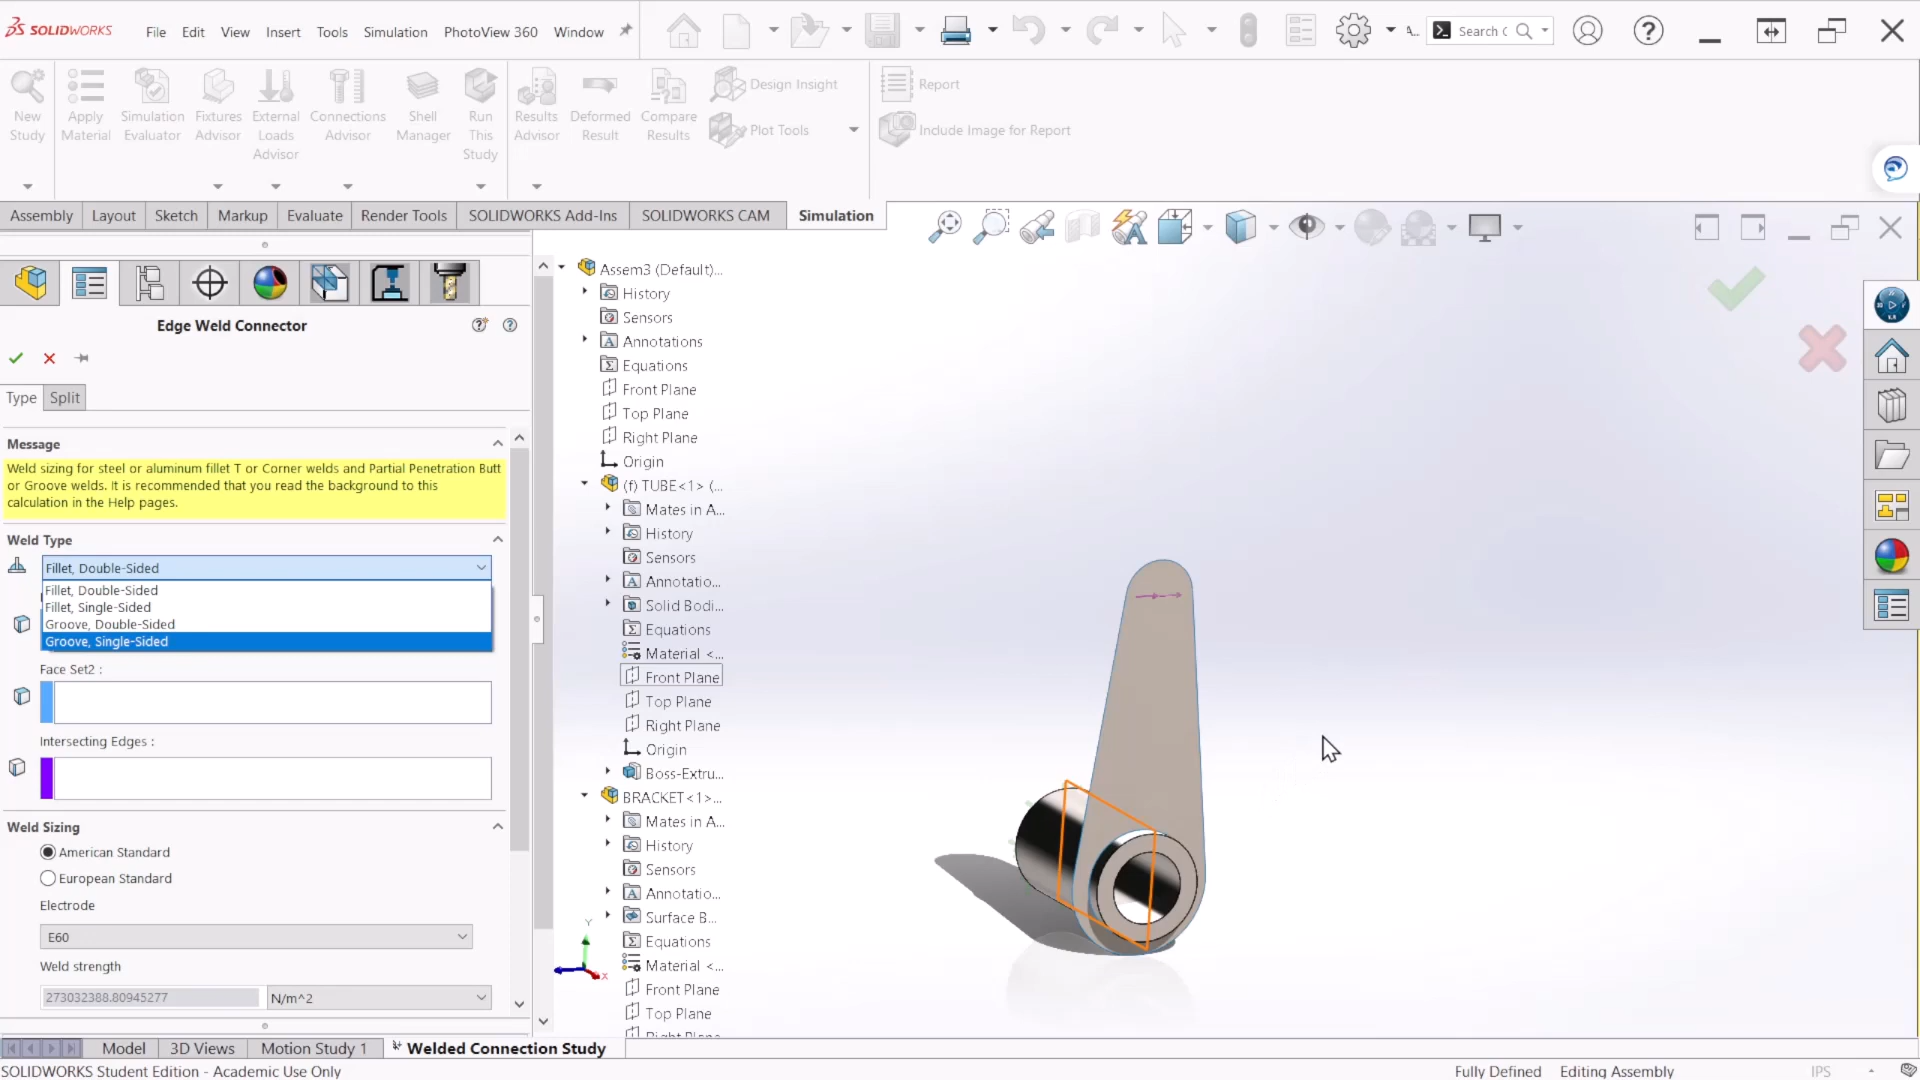 SOLIDWORKS
File Edit View Insert Tools Simulation PhotoView 360 Window
A... Search C
New Study
Apply Material
Simulation Evaluator
Fixtures Advisor
External Loads Advisor
Connections Advisor
Shell Manager
Run This Study
Results Advisor
Deformed Result
Compare Results
Design Insight
Plot Tools
Report
Include Image for Report
Assembly Layout Sketch Markup Evaluate Render Tools SOLIDWORKS Add-Ins SOLIDWORKS CAM Simulation
Edge Weld Connector
Type Split
Message
Weld sizing for steel or aluminum fillet T or Corner welds and Partial Penetration Butt
or Groove welds. It is recommended that you read the background to this
calculation in the Help pages.
Weld Type
Fillet, Double-Sided
Fillet, Double-Sided
Fillet, Single-Sided
Groove, Double-Sided
Groove, Single-Sided
Face Set2 :
Intersecting Edges :
Weld Sizing
American Standard
European Standard
Electrode
E60
Weld strength
273032388.80945277 N/m^2
Assem3 (Default)...
History
Sensors
Annotations
Equations
Front Plane
Top Plane
Right Plane
Origin
(f) TUBE<1> (...
Mates in A...
History
Sensors
Annotatio...
Solid Bodi...
Equations
Material <...
Front Plane
Top Plane
Right Plane
Origin
Boss-Extru...
BRACKET<1>...
Mates in A...
History
Sensors
Annotatio...
Surface B...
Equations
Material <...
Front Plane
Top Plane
Right Plane
Y
X
Model 3D Views Motion Study 1 Welded Connection Study
SOLIDWORKS Student Edition - Academic Use Only
Fully Defined Editing Assembly IPS